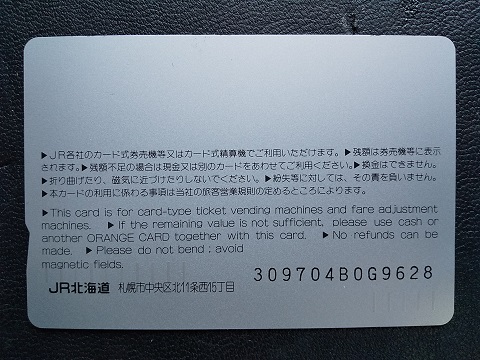 ▶JR各社のカード式券売機等又はカード式精算機でご利用いただけます。▶残額は券売機等に表示
されます。▶残額不足の場合は現金又は別のカードをあわせてご利用ください。▶換金はできません。
▶折り曲げたり、磁気に近づけたりしないでください。▶紛失等に対しては、その責を負いません。
▶本カードの利用に係わる事項は当社の旅客営業規則の定めるところによります。
▶This card is for card-type ticket vending machines and fare adjustment
machines. ▶If the remaining value is not sufficient, please use cash or
another ORANGE CARD together with this card. ▶No refunds can be
made. ▶Please do not bend; avoid
magnetic fields.
309704B0G9628
JR北海道 札幌市中央区北11条西15丁目